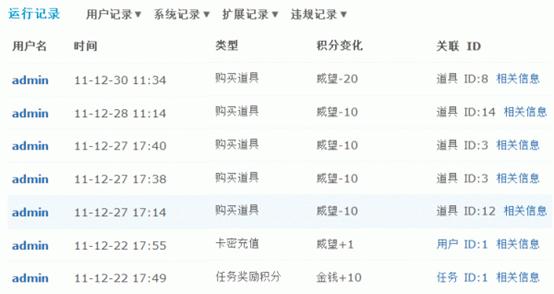 运行记录 用户记录▼ 系统记录▼ 扩展记录▼ 违规记录▼
用户名 时间 类型 积分变化 关联 ID
admin 11-12-30 11:34 购买道具 威望-20 道具 ID:8 相关信息
admin 11-12-28 11:14 购买道具 威望-10 道具 ID:14 相关信息
admin 11-12-27 17:40 购买道具 威望-10 道具 ID:3 相关信息
admin 11-12-27 17:38 购买道具 威望-10 道具 ID:3 相关信息
admin 11-12-27 17:14 购买道具 威望-10 道具 ID:12 相关信息
admin 11-12-22 17:55 卡密充值 威望+1 用户 ID:1 相关信息
admin 11-12-22 17:49 任务奖励积分 金钱+10 任务 ID:1 相关信息